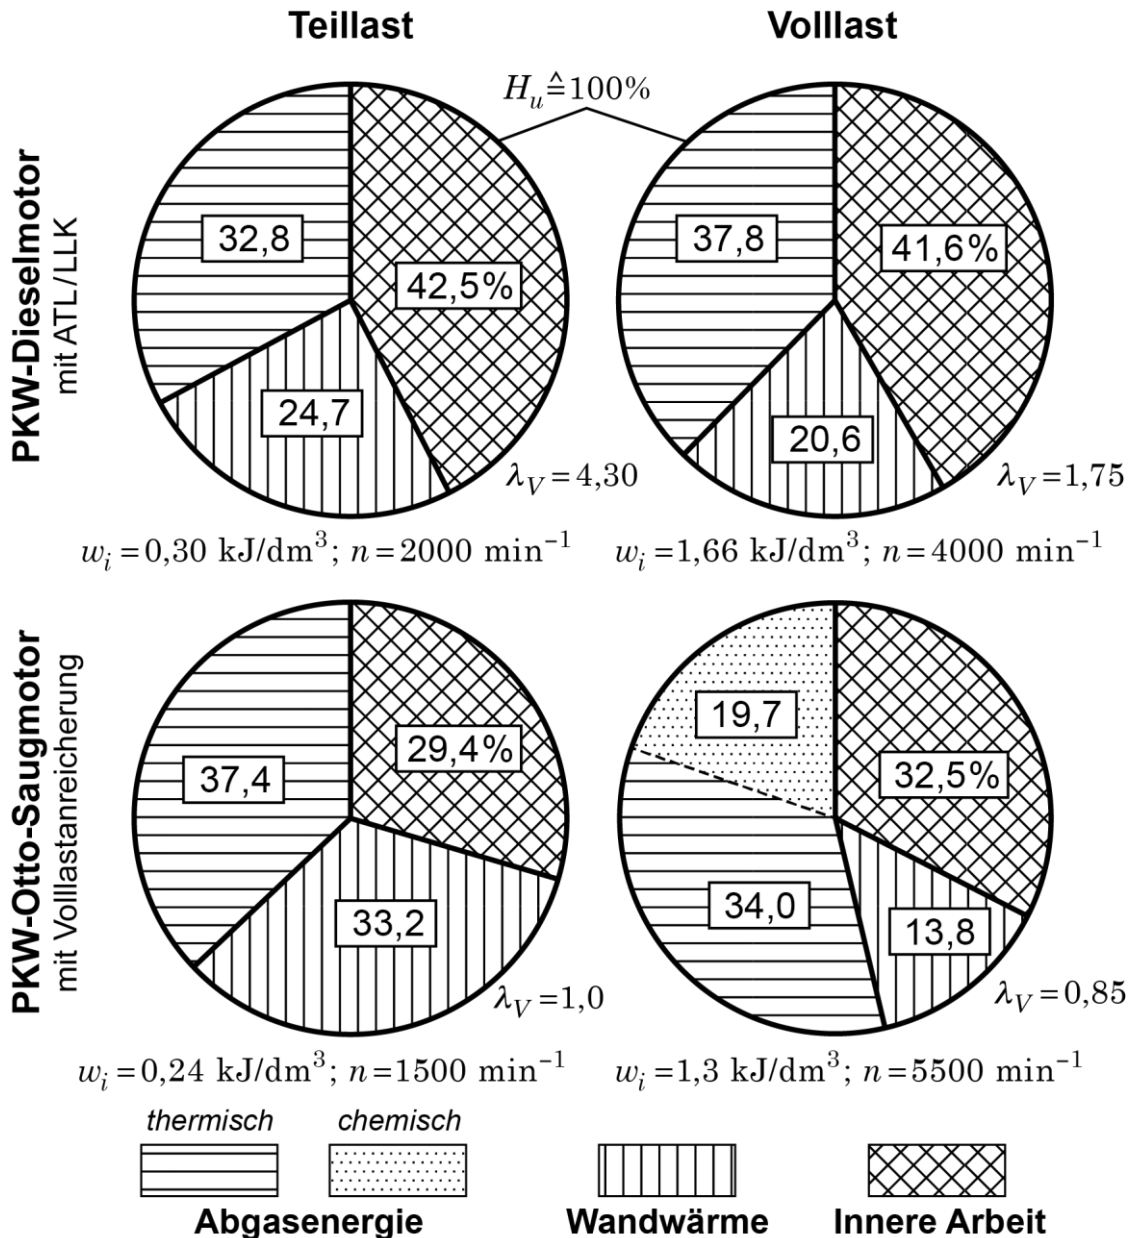 Teillast
Volllast
H_u ≙ 100%
PKW-Dieselmotor
mit ATL/LLK
32,8
42,5%
24,7
λ_V = 4,30
w_i = 0,30 kJ/dm³; n = 2000 min⁻¹
37,8
41,6%
20,6
λ_V = 1,75
w_i = 1,66 kJ/dm³; n = 4000 min⁻¹
PKW-Otto-Saugmotor
mit Volllastanreicherung
37,4
29,4%
33,2
λ_V = 1,0
w_i = 0,24 kJ/dm³; n = 1500 min⁻¹
19,7
32,5%
34,0
13,8
λ_V = 0,85
w_i = 1,3 kJ/dm³; n = 5500 min⁻¹
thermisch
chemisch
Abgasenergie
Wandwärme
Innere Arbeit